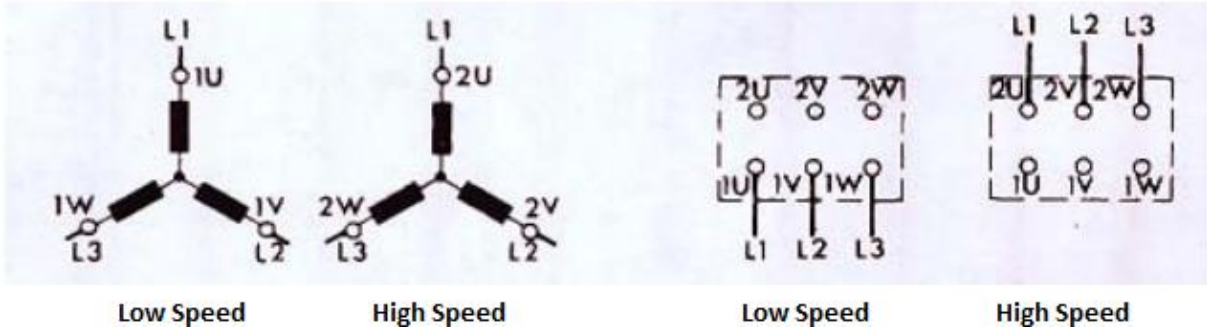 L1
1U
1W
L3
1V
L2
Low Speed
L1
2U
2W
L3
2V
L2
High Speed
2U 2V 2W
1U 1V 1W
L1 L2 L3
Low Speed
L1 L2 L3
2U 2V 2W
1U 1V 1W
High Speed